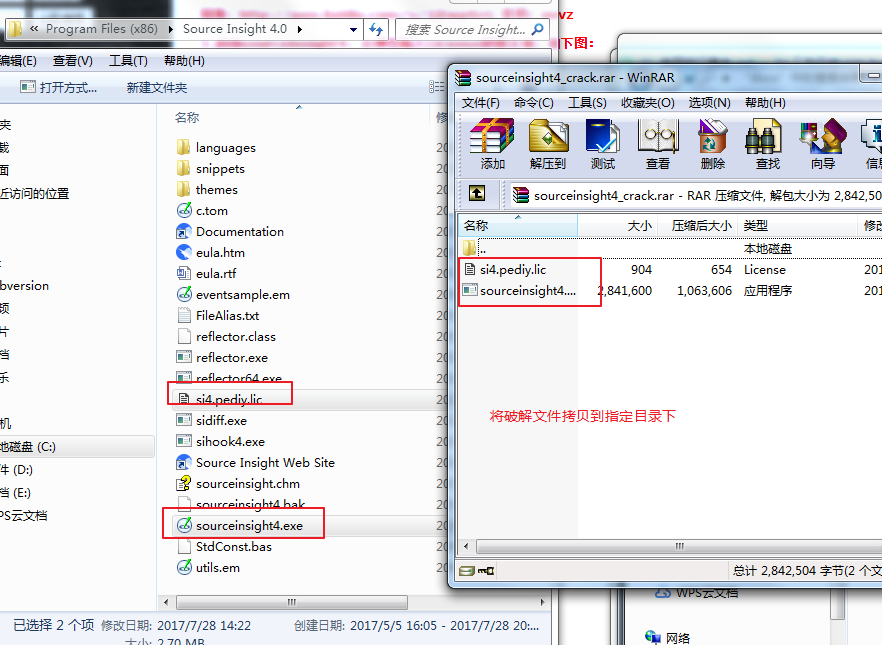 vz
下图：
« Program Files (x86) ▸ Source Insight 4.0 ▸
搜索 Source Insight...
编辑(E) 查看(V) 工具(T) 帮助(H)
打开方式... 新建文件夹
名称
languages
snippets
themes
c.tom
Documentation
eula.htm
eula.rtf
eventsample.em
FileAlias.txt
reflector.class
reflector.exe
reflector64.exe
si4.pediy.lic
sidiff.exe
sihook4.exe
Source Insight Web Site
sourceinsight.chm
sourceinsight4.bak
sourceinsight4.exe
StdConst.bas
utils.em
近访问的位置
bversion
地磁盘 (C:)
件 (D:)
档 (E:)
PS云文档
已选择 2 个项 修改日期: 2017/7/28 14:22 创建日期: 2017/5/5 16:05 - 2017/7/28 20:...
大小: 2.70 MB
sourceinsight4_crack.rar - WinRAR
文件(F) 命令(C) 工具(S) 收藏夹(O) 选项(N) 帮助(H)
添加 解压到 测试 查看 删除 查找 向导 信息
sourceinsight4_crack.rar - RAR 压缩文件, 解包大小为 2,842,50
名称 大小 压缩后大小 类型 修改
.. 本地磁盘
si4.pediy.lic 904 654 License 201
sourceinsight4.... 2,841,600 1,063,606 应用程序 201
将破解文件拷贝到指定目录下
总计 2,842,504 字节(2 个文
WPS云文档
网络